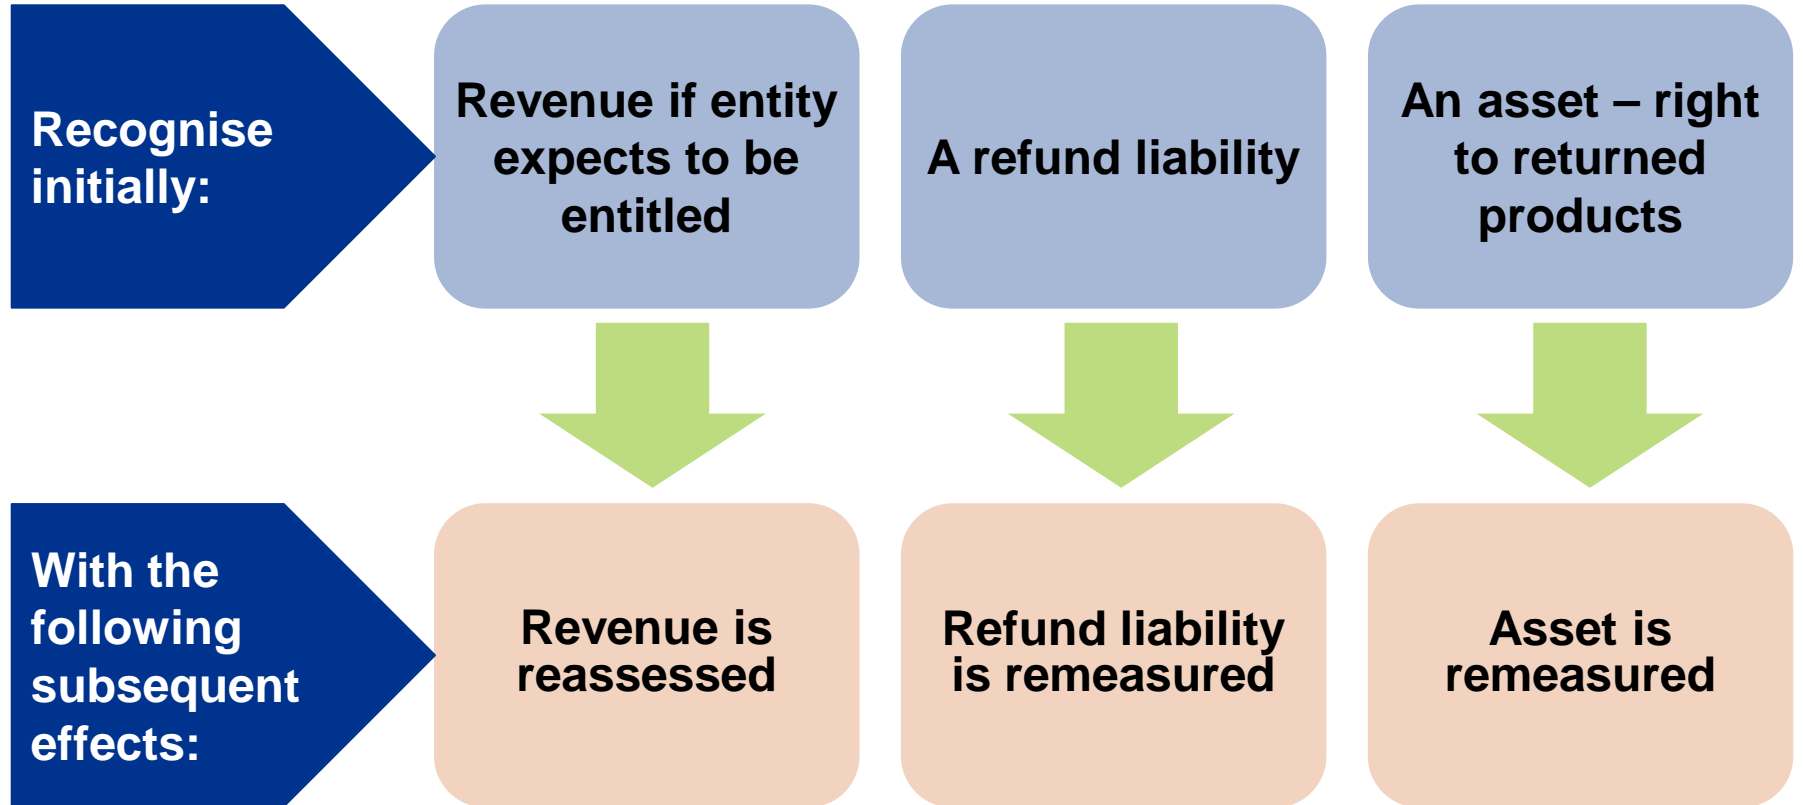 Recognise
initially:
Revenue if entity
expects to be
entitled
A refund liability
An asset – right
to returned
products
With the
following
subsequent
effects:
Revenue is
reassessed
Refund liability
is remeasured
Asset is
remeasured